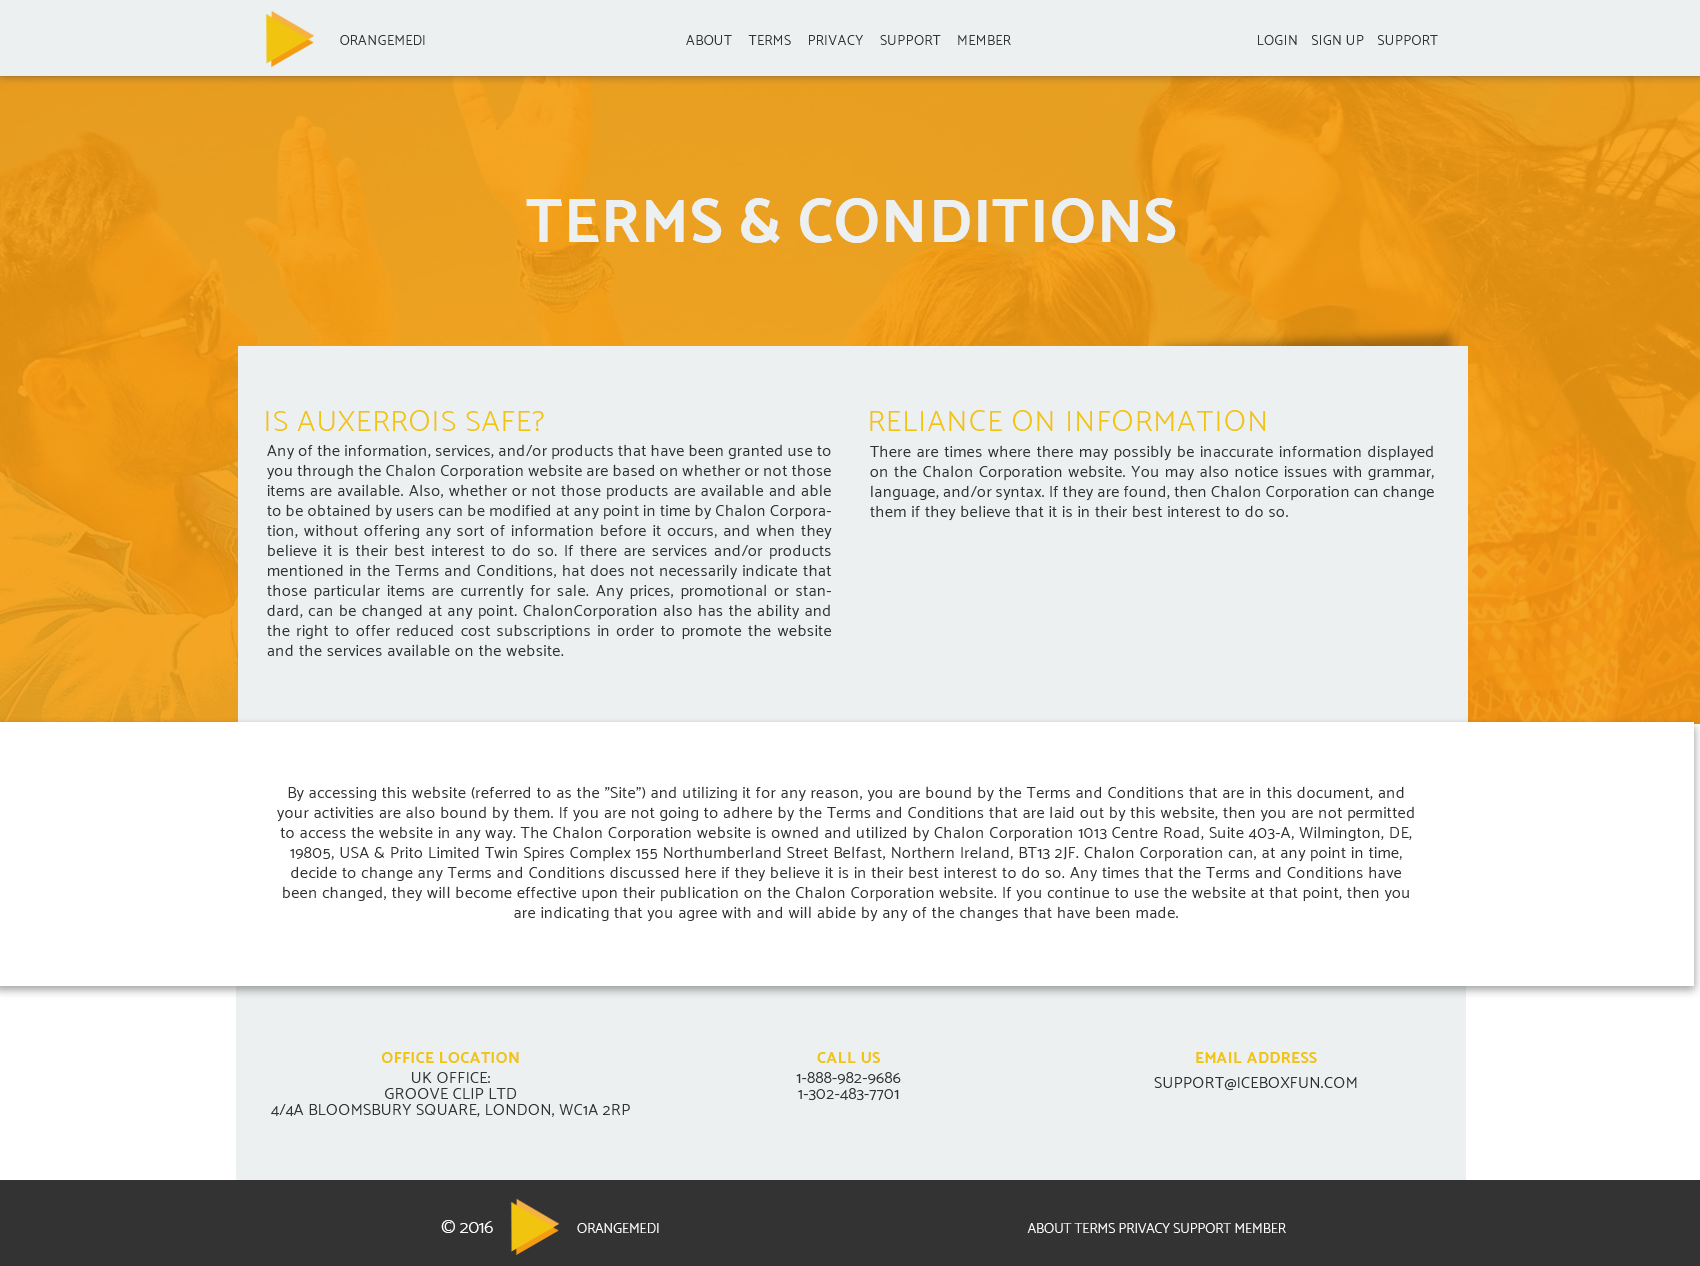 ORANGEMEDI
ABOUT TERMS PRIVACY SUPPORT MEMBER
LOGIN SIGN UP SUPPORT
TERMS & CONDITIONS
IS AUXERROIS SAFE?
Any of the information, services, and/or products that have been granted use to
you through the Chalon Corporation website are based on whether or not those
items are available. Also, whether or not those products are available and able
to be obtained by users can be modified at any point in time by Chalon Corpora-
tion, without offering any sort of information before it occurs, and when they
believe it is their best interest to do so. If there are services and/or products
mentioned in the Terms and Conditions, hat does not necessarily indicate that
those particular items are currently for sale. Any prices, promotional or stan-
dard, can be changed at any point. ChalonCorporation also has the ability and
the right to offer reduced cost subscriptions in order to promote the website
and the services available on the website.
RELIANCE ON INFORMATION
There are times where there may possibly be inaccurate information displayed
on the Chalon Corporation website. You may also notice issues with grammar,
language, and/or syntax. If they are found, then Chalon Corporation can change
them if they believe that it is in their best interest to do so.
By accessing this website (referred to as the "Site") and utilizing it for any reason, you are bound by the Terms and Conditions that are in this document, and
your activities are also bound by them. If you are not going to adhere by the Terms and Conditions that are laid out by this website, then you are not permitted
to access the website in any way. The Chalon Corporation website is owned and utilized by Chalon Corporation 1013 Centre Road, Suite 403-A, Wilmington, DE,
19805, USA & Prito Limited Twin Spires Complex 155 Northumberland Street Belfast, Northern Ireland, BT13 2JF. Chalon Corporation can, at any point in time,
decide to change any Terms and Conditions discussed here if they believe it is in their best interest to do so. Any times that the Terms and Conditions have
been changed, they will become effective upon their publication on the Chalon Corporation website. If you continue to use the website at that point, then you
are indicating that you agree with and will abide by any of the changes that have been made.
OFFICE LOCATION
UK OFFICE:
GROOVE CLIP LTD
4/4A BLOOMSBURY SQUARE, LONDON, WC1A 2RP
CALL US
1-888-982-9686
1-302-483-7701
EMAIL ADDRESS
SUPPORT@ICEBOXFUN.COM
© 2016 ORANGEMEDI
ABOUT TERMS PRIVACY SUPPORT MEMBER